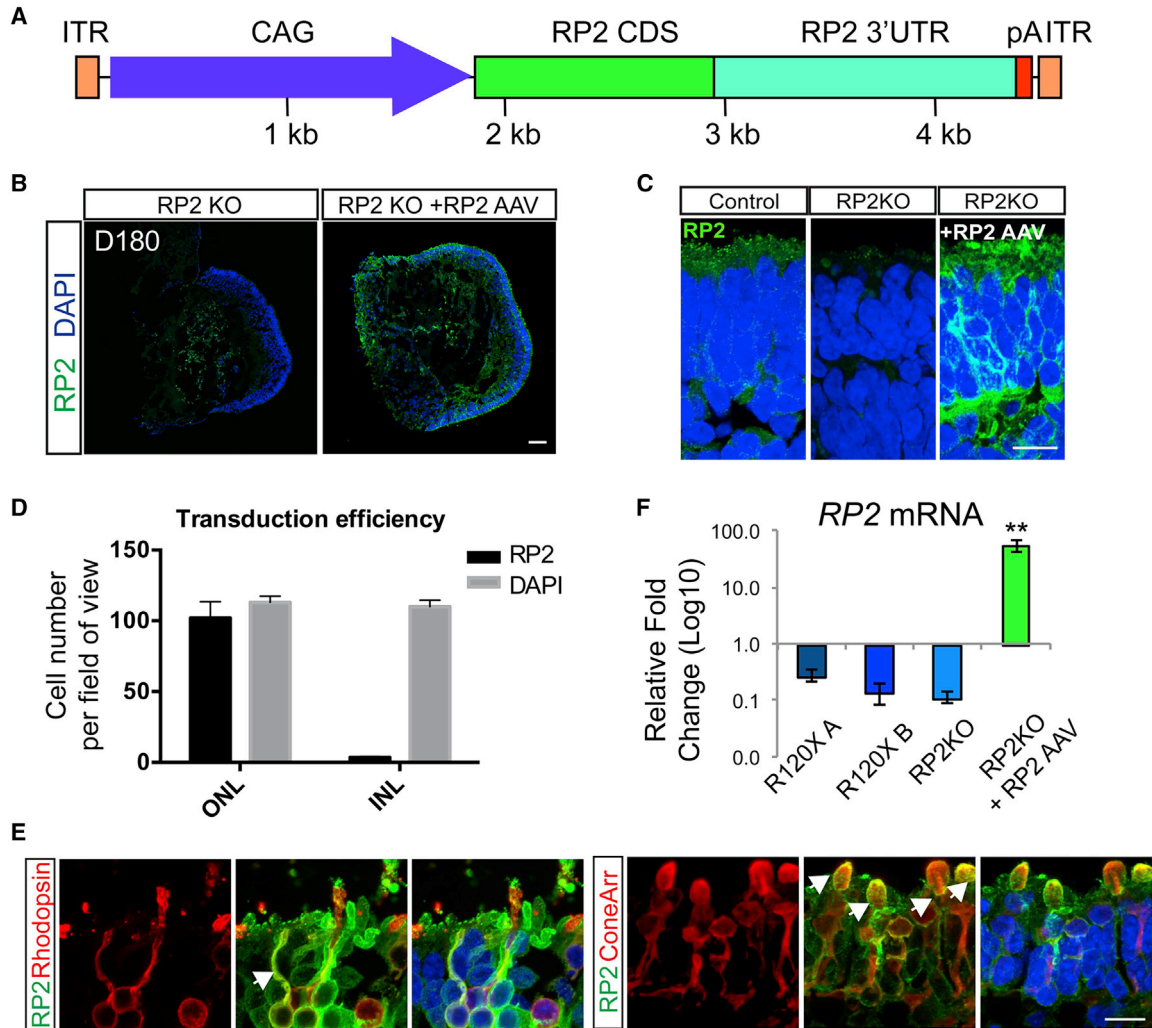 A
ITR CAG RP2 CDS RP2 3'UTR pA ITR
1 kb 2 kb 3 kb 4 kb
B
RP2 KO RP2 KO +RP2 AAV
D180
RP2 DAPI
C
Control RP2KO RP2KO
RP2 +RP2 AAV
D
Transduction efficiency
RP2
DAPI
Cell number
per field of view
150
100
50
0
ONL INL
F
RP2 mRNA
**
Relative Fold
Change (Log10)
100.0
10.0
1.0
0.1
0.0
R120X A R120X B RP2KO RP2KO
+ RP2 AAV
E
RP2 Rhodopsin
RP2 ConeArr